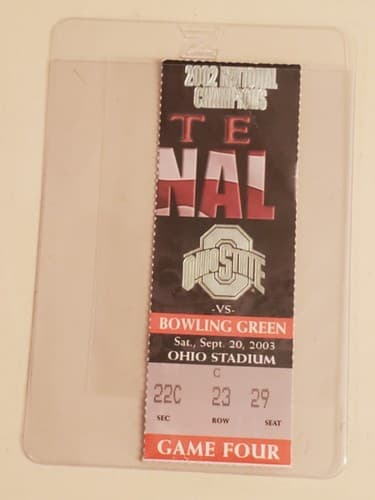 2002 NATIONAL
CHAMPIONS
TE
NAL
OHIO STATE
-VS-
BOWLING GREEN
Sat., Sept. 20, 2003
OHIO STADIUM
C
22C 23 29
SEC ROW SEAT
GAME FOUR